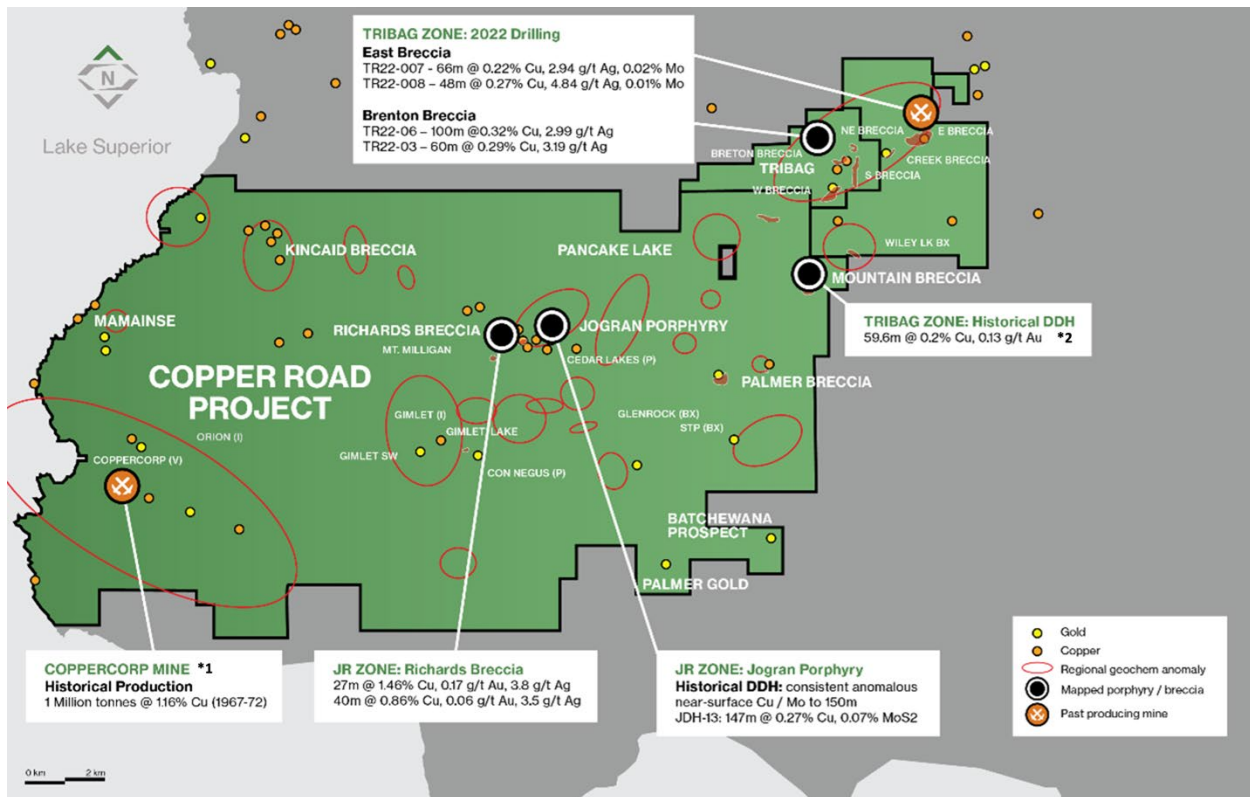 TRIBAG ZONE: 2022 Drilling
East Breccia
TR22-007 - 66m @ 0.22% Cu, 2.94 g/t Ag, 0.02% Mo
TR22-008 – 48m @ 0.27% Cu, 4.84 g/t Ag, 0.01% Mo
Brenton Breccia
TR22-06 – 100m @0.32% Cu, 2.99 g/t Ag
TR22-03 – 60m @ 0.29% Cu, 3.19 g/t Ag
N
Lake Superior
NE BRECCIA
E BRECCIA
BRETON BRECCIA
CREEK BRECCIA
TRIBAG
S BRECCIA
W BRECCIA
KINCAID BRECCIA
PANCAKE LAKE
WILEY LK BX
MOUNTAIN BRECCIA
MAMAINSE
RICHARDS BRECCIA
JOGRAN PORPHYRY
MT. MILLIGAN
CEDAR LAKES (P)
TRIBAG ZONE: Historical DDH
59.6m @ 0.2% Cu, 0.13 g/t Au *2
COPPER ROAD
PROJECT
PALMER BRECCIA
GIMLET (I)
GIMLET LAKE
GLENROCK (BX)
STP (BX)
ORION (I)
COPPERCORP (V)
GIMLET SW
CON NEGUS (P)
BATCHEWANA
PROSPECT
PALMER GOLD
COPPERCORP MINE *1
Historical Production
1 Million tonnes @ 1.16% Cu (1967-72)
JR ZONE: Richards Breccia
27m @ 1.46% Cu, 0.17 g/t Au, 3.8 g/t Ag
40m @ 0.86% Cu, 0.06 g/t Au, 3.5 g/t Ag
JR ZONE: Jogran Porphyry
Historical DDH: consistent anomalous
near-surface Cu / Mo to 150m
JDH-13: 147m @ 0.27% Cu, 0.07% MoS2
Gold
Copper
Regional geochem anomaly
Mapped porphyry / breccia
Past producing mine
0 km 2 km